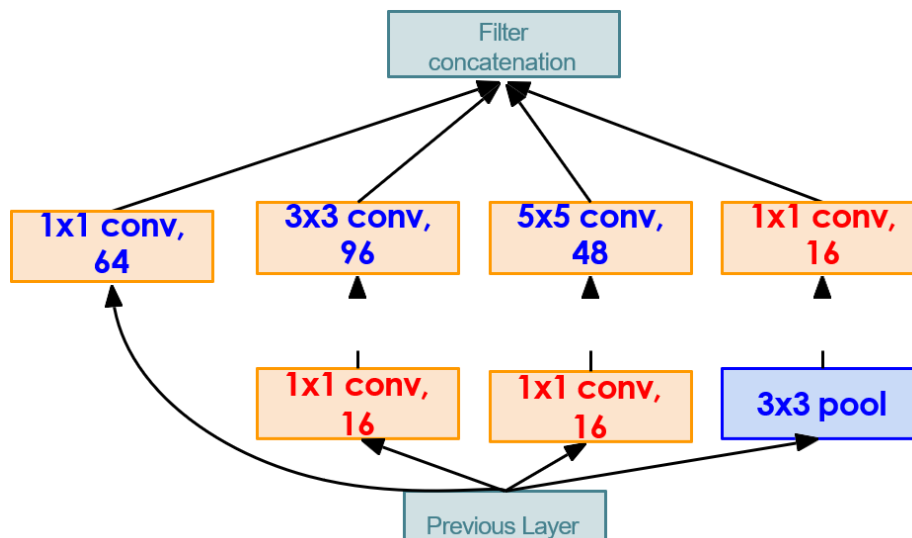 Filter
concatenation
1x1 conv,
64
3x3 conv,
96
5x5 conv,
48
1x1 conv,
16
1x1 conv,
16
1x1 conv,
16
3x3 pool
Previous Layer